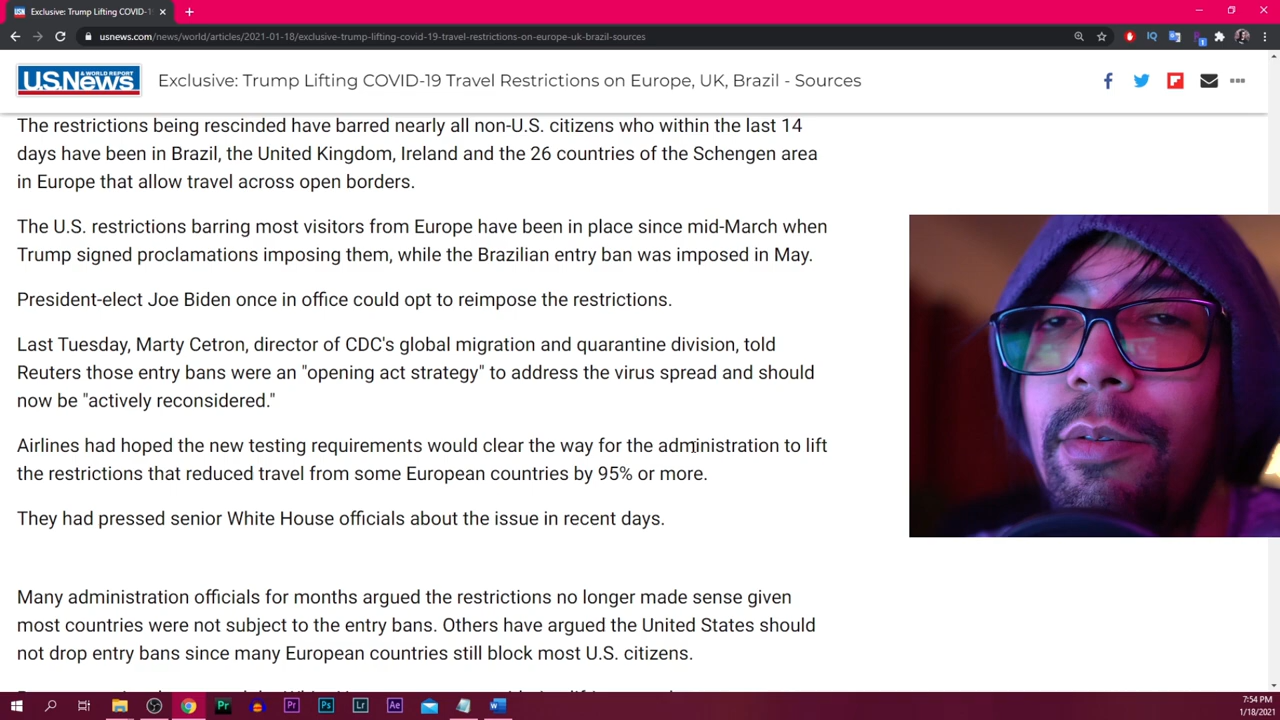 Exclusive: Trump Lifting COVID-1
usnews.com/news/world/articles/2021-01-18/exclusive-trump-lifting-covid-19-travel-restrictions-on-europe-uk-brazil-sources
U.S.News & WORLD REPORT
Exclusive: Trump Lifting COVID-19 Travel Restrictions on Europe, UK, Brazil - Sources
The restrictions being rescinded have barred nearly all non-U.S. citizens who within the last 14
days have been in Brazil, the United Kingdom, Ireland and the 26 countries of the Schengen area
in Europe that allow travel across open borders.
The U.S. restrictions barring most visitors from Europe have been in place since mid-March when
Trump signed proclamations imposing them, while the Brazilian entry ban was imposed in May.
President-elect Joe Biden once in office could opt to reimpose the restrictions.
Last Tuesday, Marty Cetron, director of CDC's global migration and quarantine division, told
Reuters those entry bans were an "opening act strategy" to address the virus spread and should
now be "actively reconsidered."
Airlines had hoped the new testing requirements would clear the way for the administration to lift
the restrictions that reduced travel from some European countries by 95% or more.
They had pressed senior White House officials about the issue in recent days.
Many administration officials for months argued the restrictions no longer made sense given
most countries were not subject to the entry bans. Others have argued the United States should
not drop entry bans since many European countries still block most U.S. citizens.
7:54 PM
1/18/2021